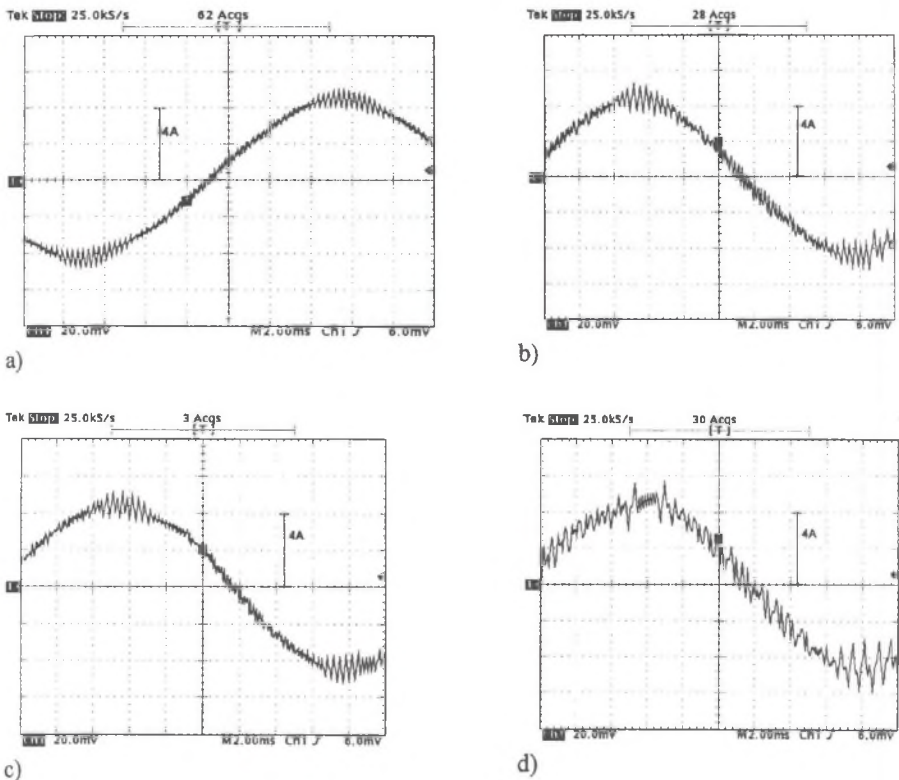 Tek Stop 25.0kS/s 62 Acqs
[T]
4A
20.0mV M2.00ms Ch1 6.0mV
a)
Tek Stop 25.0kS/s 28 Acqs
[T]
4A
20.0mV M2.00ms Ch1 6.0mV
b)
Tek Stop 25.0kS/s 3 Acqs
[T]
4A
20.0mV M2.00ms Ch1 6.0mV
c)
Tek Stop 25.0kS/s 30 Acqs
[T]
4A
20.0mV M2.00ms Ch1 6.0mV
d)